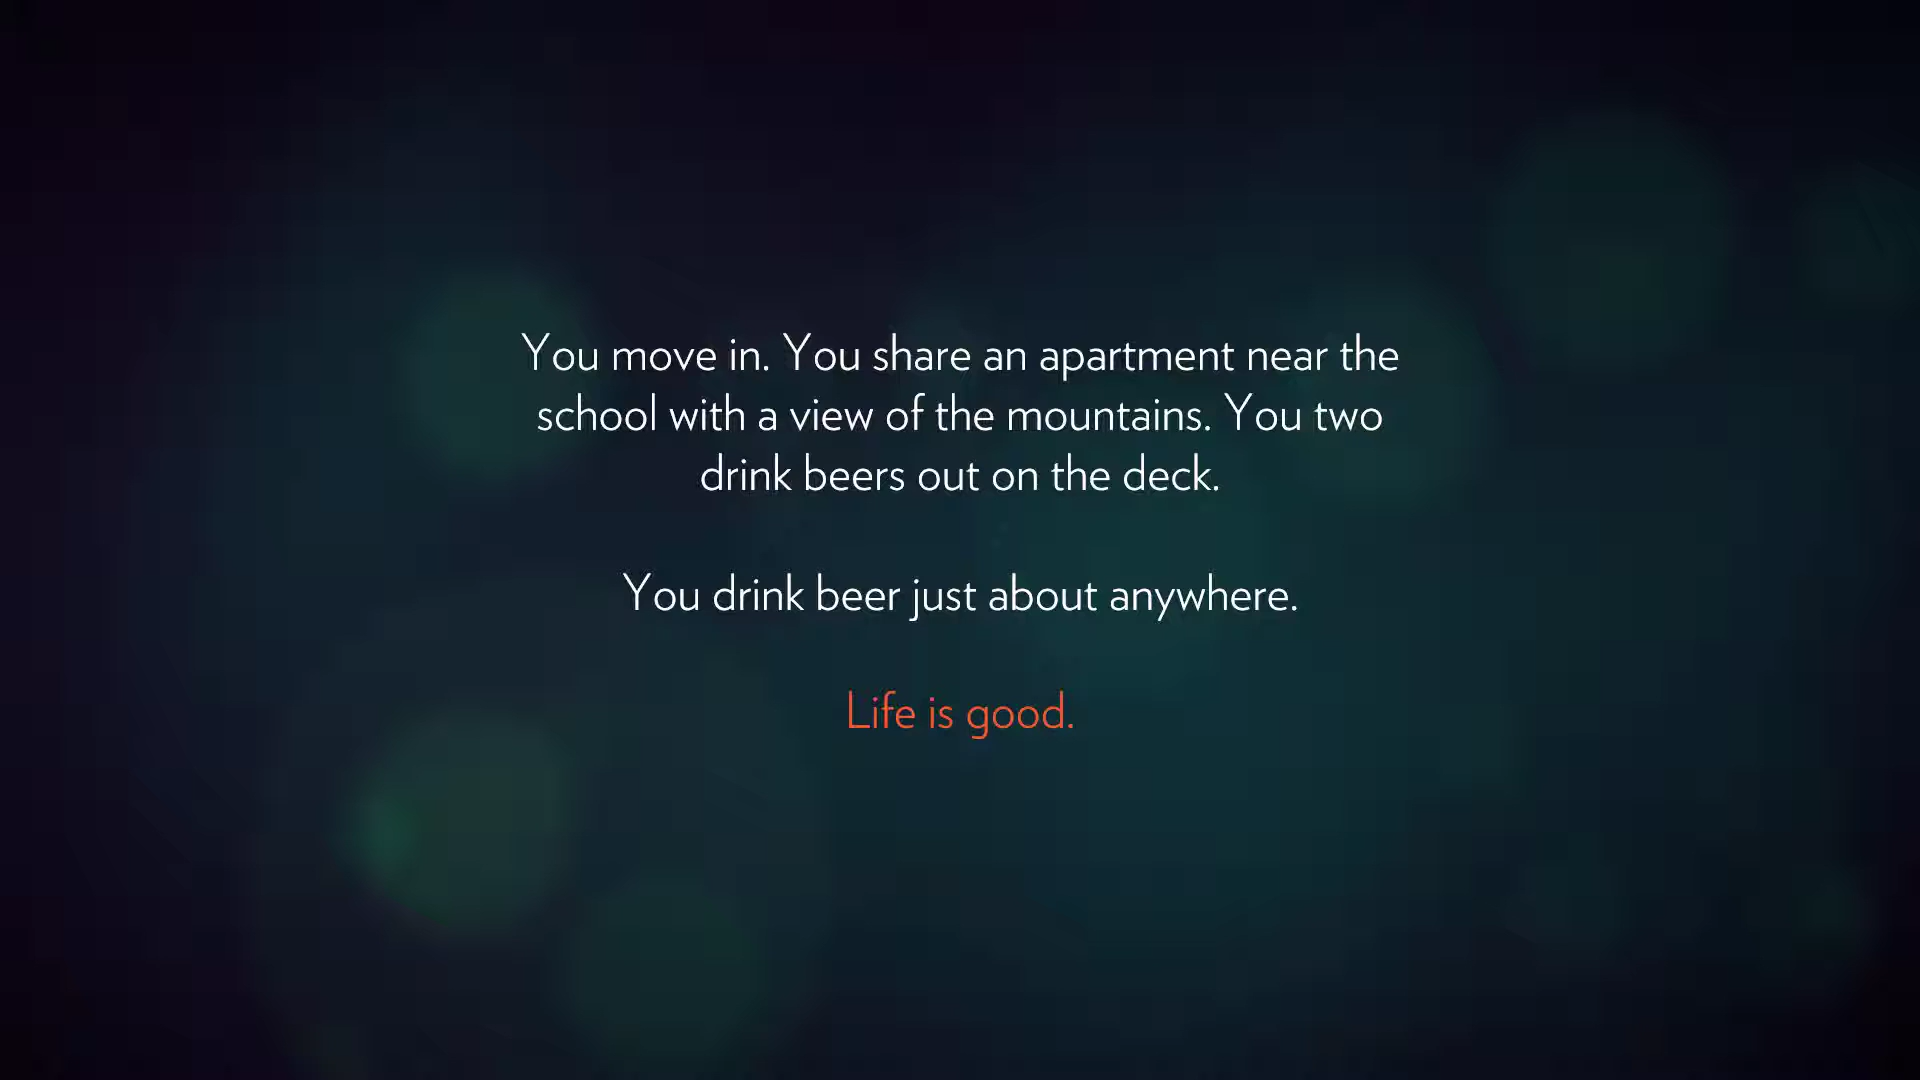 You move in. You share an apartment near the
school with a view of the mountains. You two
drink beers out on the deck.
You drink beer just about anywhere.
Life is good.